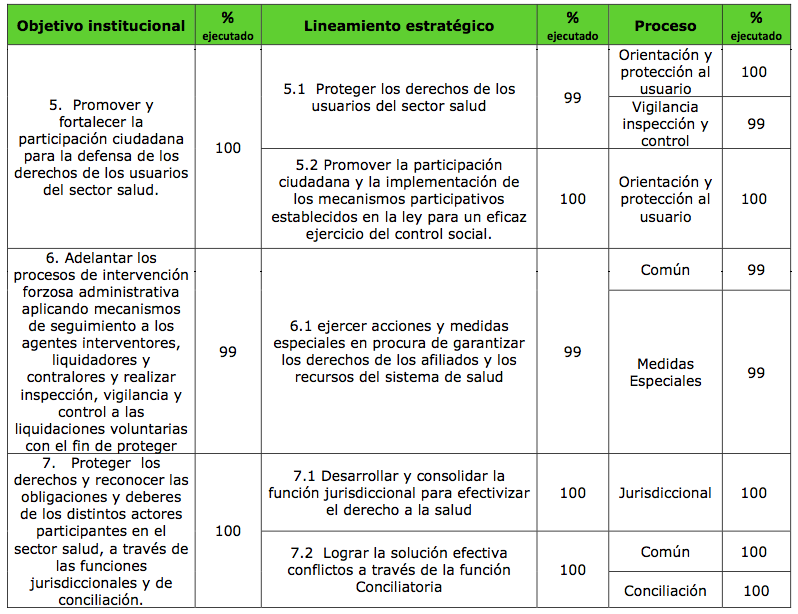 Objetivo institucional
%
ejecutado
Lineamiento estratégico
%
ejecutado
Proceso
%
ejecutado
5. Promover y
fortalecer la
participación ciudadana
para la defensa de los
derechos de los usuarios
del sector salud.
100
5.1 Proteger los derechos de los
usuarios del sector salud
99
Orientación y
protección al
usuario
100
Vigilancia
inspección y
control
99
5.2 Promover la participación
ciudadana y la implementación de
los mecanismos participativos
establecidos en la ley para un eficaz
ejercicio del control social.
100
Orientación y
protección al
usuario
100
6. Adelantar los
procesos de intervención
forzosa administrativa
aplicando mecanismos
de seguimiento a los
agentes interventores,
liquidadores y
contralores y realizar
inspección, vigilancia y
control a las
liquidaciones voluntarias
con el fin de proteger
99
6.1 ejercer acciones y medidas
especiales en procura de garantizar
los derechos de los afiliados y los
recursos del sistema de salud
99
Común
99
Medidas
Especiales
99
7. Proteger los
derechos y reconocer las
obligaciones y deberes
de los distintos actores
participantes en el
sector salud, a través de
las funciones
jurisdiccionales y de
conciliación.
100
7.1 Desarrollar y consolidar la
función jurisdiccional para efectivizar
el derecho a la salud
100
Jurisdiccional
100
7.2 Lograr la solución efectiva
conflictos a través de la función
Conciliatoria
100
Común
100
Conciliación
100